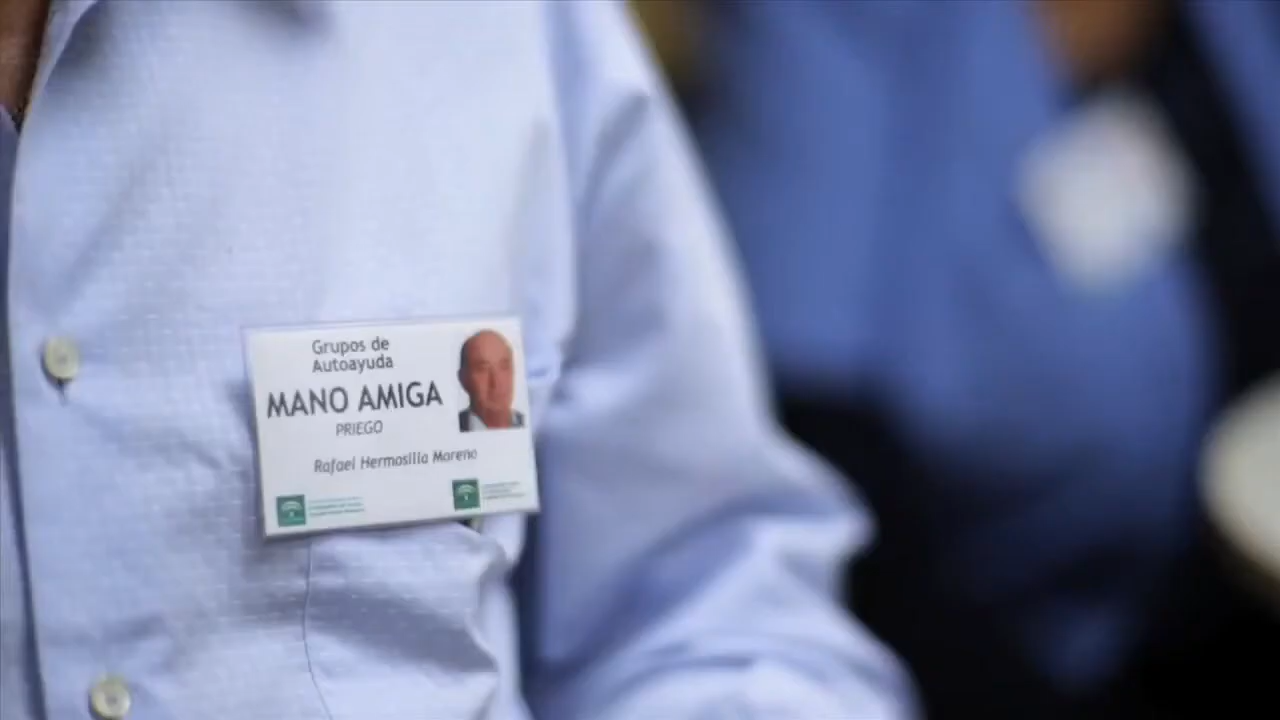 Grupos de
Autoayuda
MANO AMIGA
PRIEGO
Rafael Hermosilla Moreno